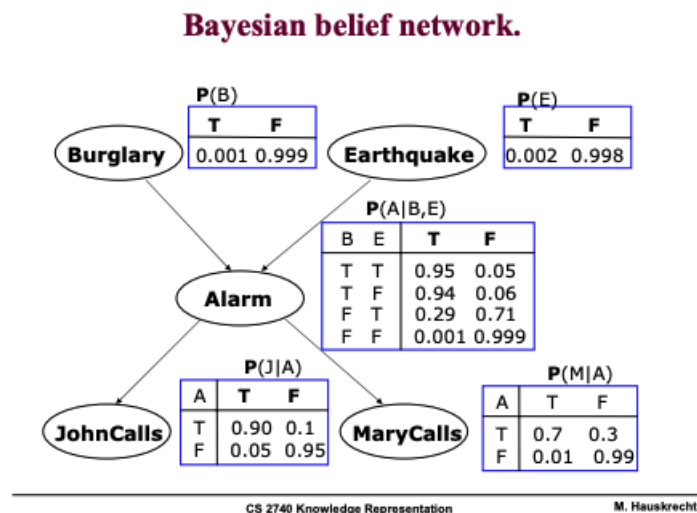 Bayesian belief network.
P(B)
T F
0.001 0.999
P(E)
T F
0.002 0.998
Burglary
Earthquake
P(A|B,E)
B E T F
T T 0.95 0.05
T F 0.94 0.06
F T 0.29 0.71
F F 0.001 0.999
Alarm
P(J|A)
A T F
T 0.90 0.1
F 0.05 0.95
P(M|A)
A T F
T 0.7 0.3
F 0.01 0.99
JohnCalls
MaryCalls
CS 2740 Knowledge Representation
M. Hauskrecht